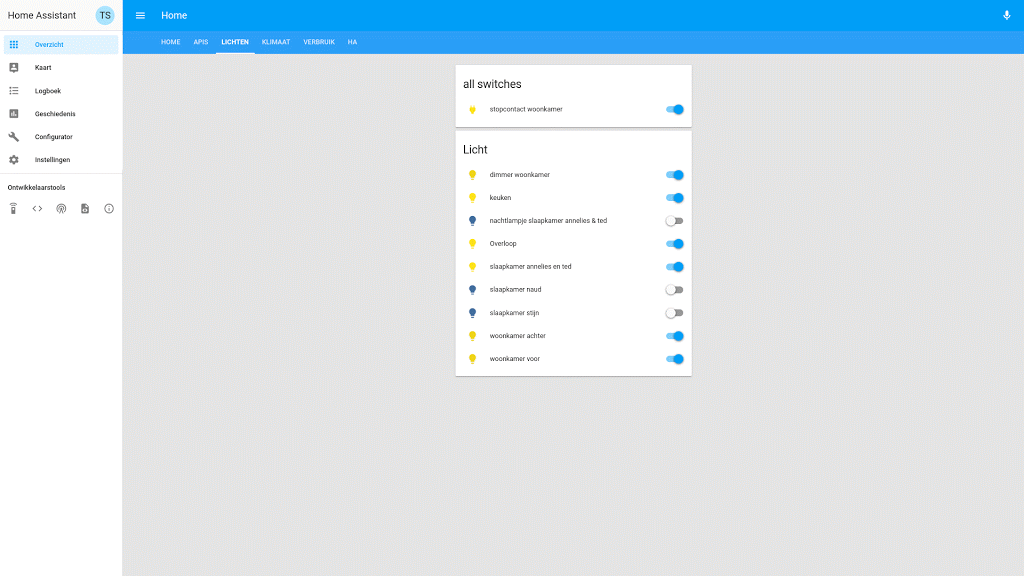 Home Assistant
TS
Home
HOME APIS LICHTEN KLIMAAT VERBRUIK HA
Overzicht
Kaart
Logboek
Geschiedenis
Configurator
Instellingen
Ontwikkelaarstools
all switches
stopcontact woonkamer
Licht
dimmer woonkamer
keuken
nachtlampje slaapkamer annelies & ted
Overloop
slaapkamer annelies en ted
slaapkamer naud
slaapkamer stijn
woonkamer achter
woonkamer voor